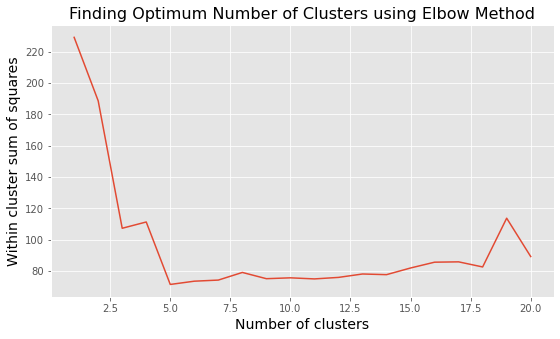 Finding Optimum Number of Clusters using Elbow Method
Within cluster sum of squares
220
200
180
160
140
120
100
80
2.5 5.0 7.5 10.0 12.5 15.0 17.5 20.0
Number of clusters